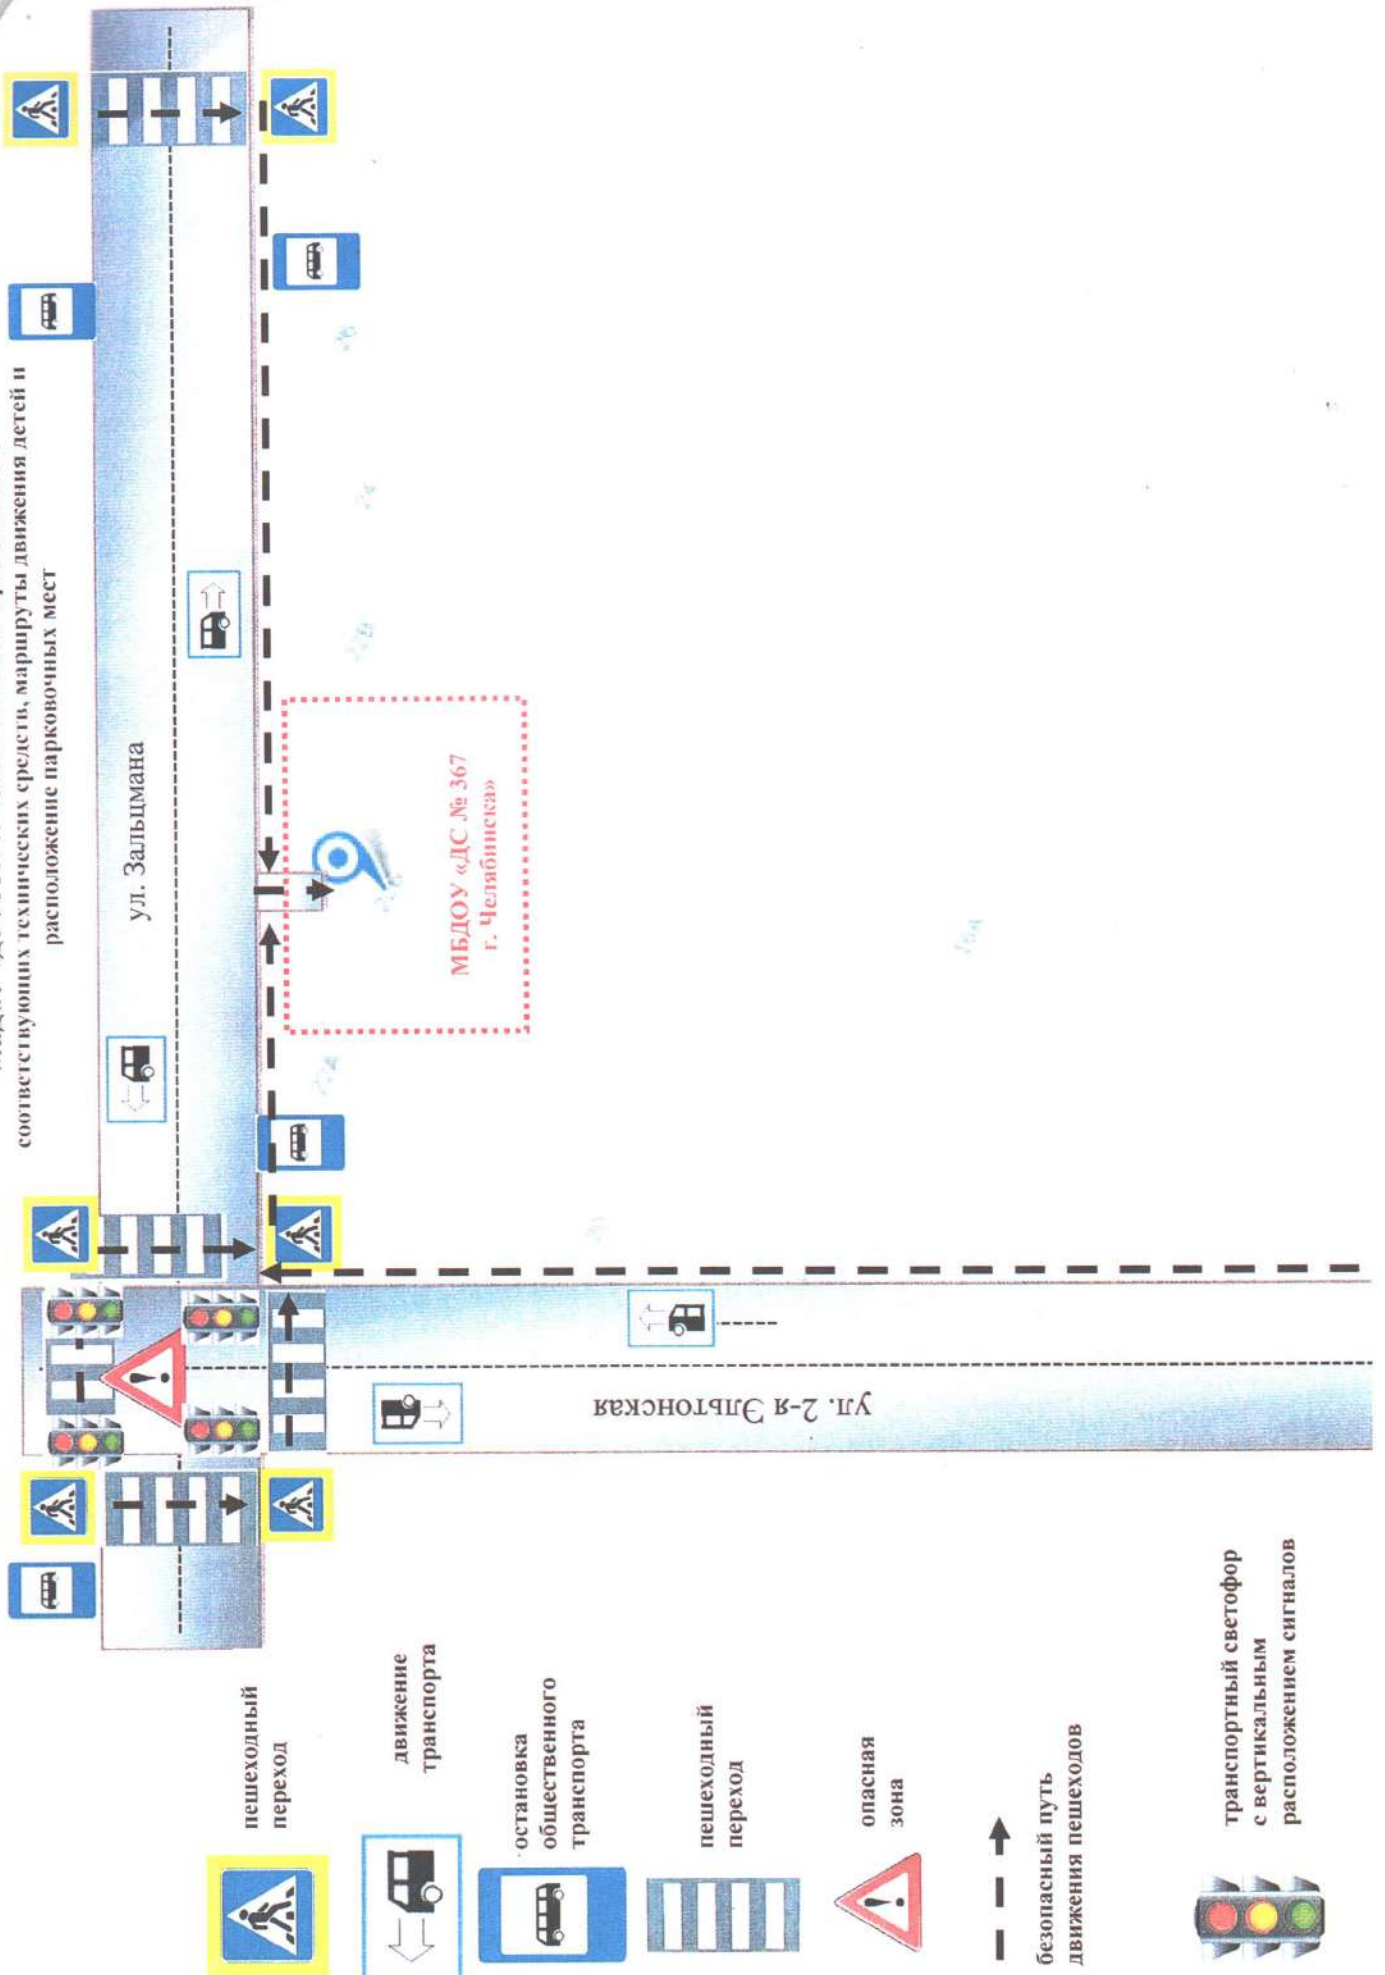 соответствующих технических средств, маршруты движения детей и
расположение парковочных мест
ул. Зальцмана
МБДОУ «ДС № 367
г. Челябинска»
ул. 2-я Эльтонская
пешеходный
переход
движение
транспорта
остановка
общественного
транспорта
пешеходный
переход
опасная
зона
безопасный путь
движения пешеходов
транспортный светофор
с вертикальным
расположением сигналов